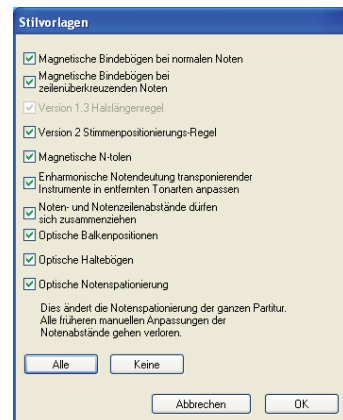 Stilvorlagen
Magnetische Bindebögen bei normalen Noten
Magnetische Bindebögen bei
zeilenüberkreuzenden Noten
Version 1.3 Halslängenregel
Version 2 Stimmenpositionierungs-Regel
Magnetische N-tolen
Enharmonische Notendeutung transponierender
Instrumente in entfernten Tonarten anpassen
Noten- und Notenzeilenabstände dürfen
sich zusammenziehen
Optische Balkenpositionen
Optische Haltebögen
Optische Notenspationierung
Dies ändert die Notenspationierung der ganzen Partitur.
Alle früheren manuellen Anpassungen der
Notenabstände gehen verloren.
Alle Keine
Abbrechen OK